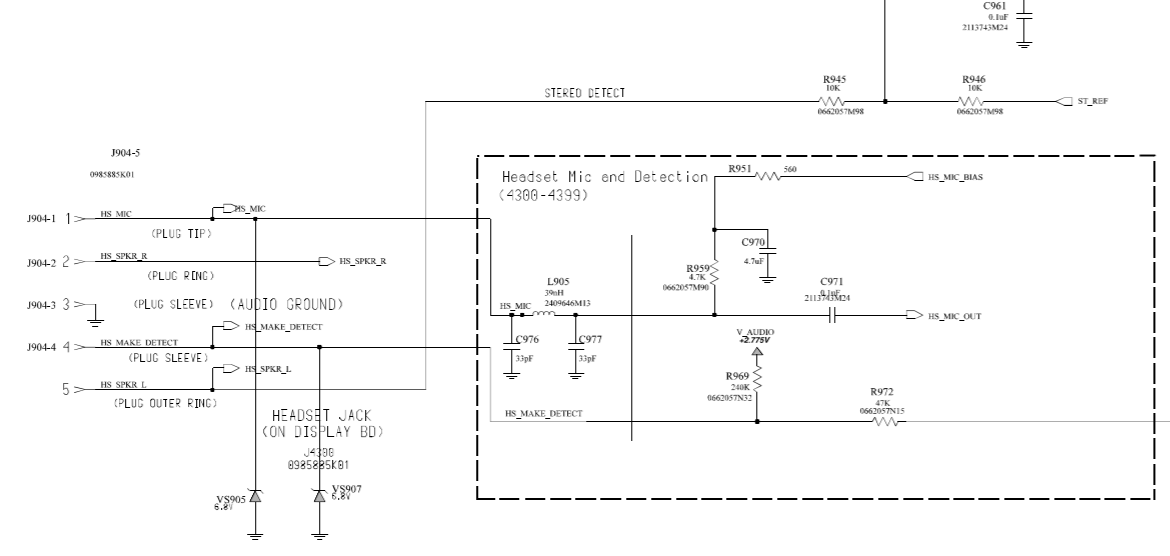 C961
0.1uF
2113743M24
R945
10K
0662057M98
R946
10K
0662057M98
STEREO DETECT
ST_REF
J904-5
0985885K01
Headset Mic and Detection
(4300-4399)
R951
560
HS_MIC_BIAS
J904-1 1 HS_MIC
HS_MIC
(PLUG TIP)
J904-2 2 HS_SPKR_R
HS_SPKR_R
(PLUG RING)
J904-3 3 (PLUG SLEEVE) (AUDIO GROUND)
HS_MAKE_DETECT
J904-4 4 HS_MAKE_DETECT
(PLUG SLEEVE)
HS_SPKR_L
5 HS_SPKR_L
(PLUG OUTER RING)
HEADSET JACK
(ON DISPLAY BD)
J4300
0985885K01
VS905
6.8V
VS907
6.8V
C970
4.7uF
R959
4.7K
0662057M90
L905
39nH
2409646M13
HS_MIC
C976
33pF
C977
33pF
C971
0.1uF
2113743M24
HS_MIC_OUT
V_AUDIO
+2.775V
R969
240K
0662057N32
HS_MAKE_DETECT
R972
47K
0662057N15